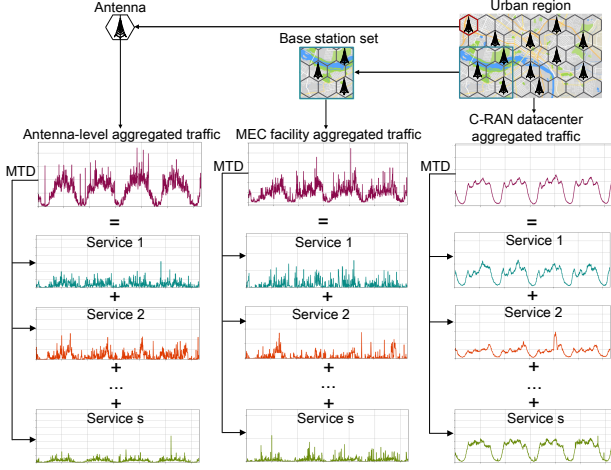 Antenna
Urban region
Base station set
Antenna-level aggregated traffic
MEC facility aggregated traffic
C-RAN datacenter
aggregated traffic
MTD
MTD
MTD
=
=
=
Service 1
Service 1
Service 1
+
+
+
Service 2
Service 2
Service 2
+
+
+
...
...
...
+
+
+
Service s
Service s
Service s